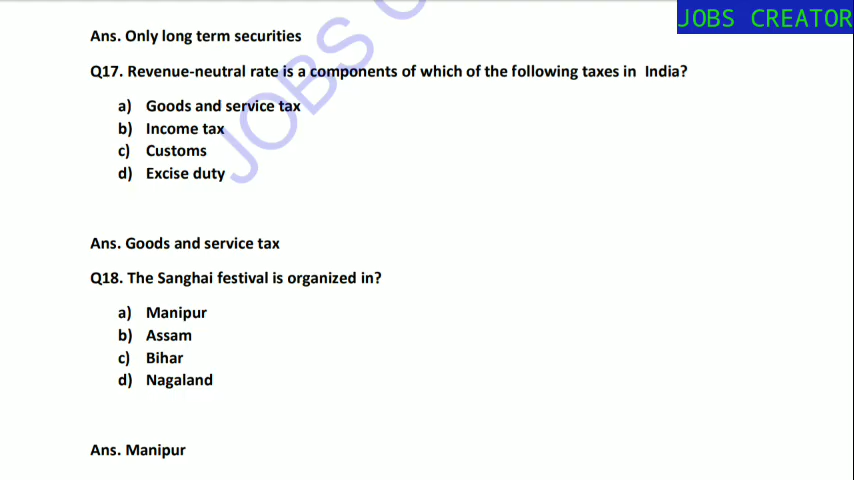 JOBS CREATOR
Ans. Only long term securities
Q17. Revenue-neutral rate is a components of which of the following taxes in India?
a) Goods and service tax
b) Income tax
c) Customs
d) Excise duty
Ans. Goods and service tax
Q18. The Sanghai festival is organized in?
a) Manipur
b) Assam
c) Bihar
d) Nagaland
Ans. Manipur
JOBS